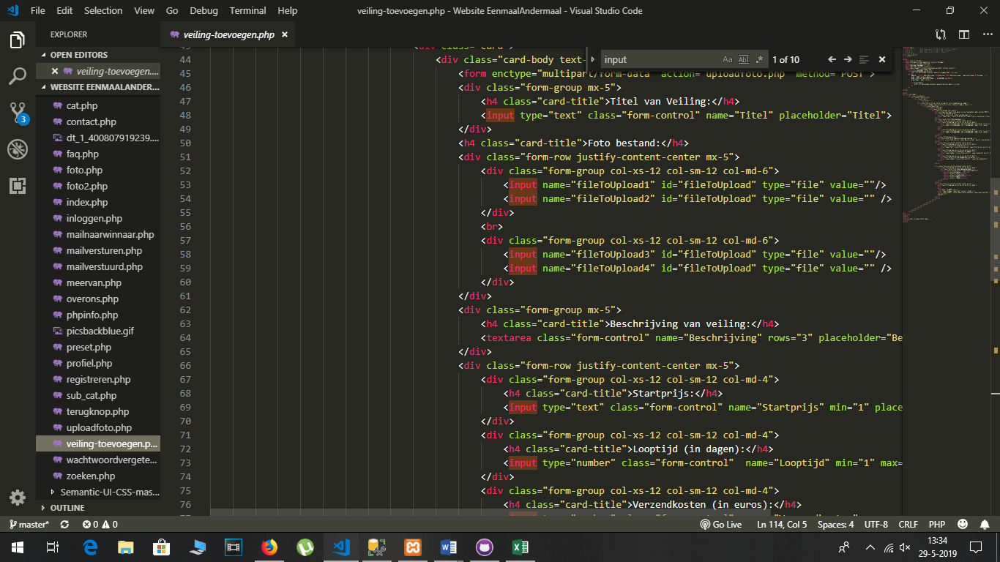 File Edit Selection View Go Debug Terminal Help
veiling-toevoegen.php - Website EenmaalAndermaal - Visual Studio Code
EXPLORER
OPEN EDITORS
veiling-toevoegen....
WEBSITE EENMAALANDER...
cat.php
contact.php
dt_1_400807919239....
faq.php
foto.php
foto2.php
index.php
inloggen.php
mailnaarwinnaar.php
mailversturen.php
mailverstuurd.php
meervan.php
overons.php
phpinfo.php
picsbackblue.gif
preset.php
profiel.php
registreren.php
sub_cat.php
terugknop.php
uploadfoto.php
veiling-toevoegen.p...
wachtwoordvergete...
zoeken.php
Semantic-UI-CSS-mas...
OUTLINE
3
veiling-toevoegen.php
input Aa Abl .* 1 of 10
44 <div class="card-body text-
45 <form enctype="multipart/form-data" action="uploadfoto.php" method="POST">
46 <div class="form-group mx-5">
47 <h4 class="card-title">Titel van Veiling:</h4>
48 <input type="text" class="form-control" name="Titel" placeholder="Titel">
49 </div>
50 <h4 class="card-title">Foto bestand:</h4>
51 <div class="form-row justify-content-center mx-5">
52 <div class="form-group col-xs-12 col-sm-12 col-md-6">
53 <input name="fileToUpload1" id="fileToUpload" type="file" value=""/>
54 <input name="fileToUpload2" id="fileToUpload" type="file" value="" />
55 </div>
56 <br>
57 <div class="form-group col-xs-12 col-sm-12 col-md-6">
58 <input name="fileToUpload3" id="fileToUpload" type="file" value=""/>
59 <input name="fileToUpload4" id="fileToUpload" type="file" value="" />
60 </div>
61 </div>
62 <div class="form-group mx-5">
63 <h4 class="card-title">Beschrijving van veiling:</h4>
64 <textarea class="form-control" name="Beschrijving" rows="3" placeholder="Be
65 </div>
66 <div class="form-row justify-content-center mx-5">
67 <div class="form-group col-xs-12 col-sm-12 col-md-4">
68 <h4 class="card-title">Startprijs:</h4>
69 <input type="text" class="form-control" name="Startprijs" min="1" place
70 </div>
71 <div class="form-group col-xs-12 col-sm-12 col-md-4">
72 <h4 class="card-title">Looptijd (in dagen):</h4>
73 <input type="number" class="form-control"  name="Looptijd" min="1" max=
74 </div>
75 <div class="form-group col-xs-12 col-sm-12 col-md-4">
76 <h4 class="card-title">Verzendkosten (in euros):</h4>
master* 0 0 Go Live Ln 114, Col 5 Spaces: 4 UTF-8 CRLF PHP
13:34
29-5-2019